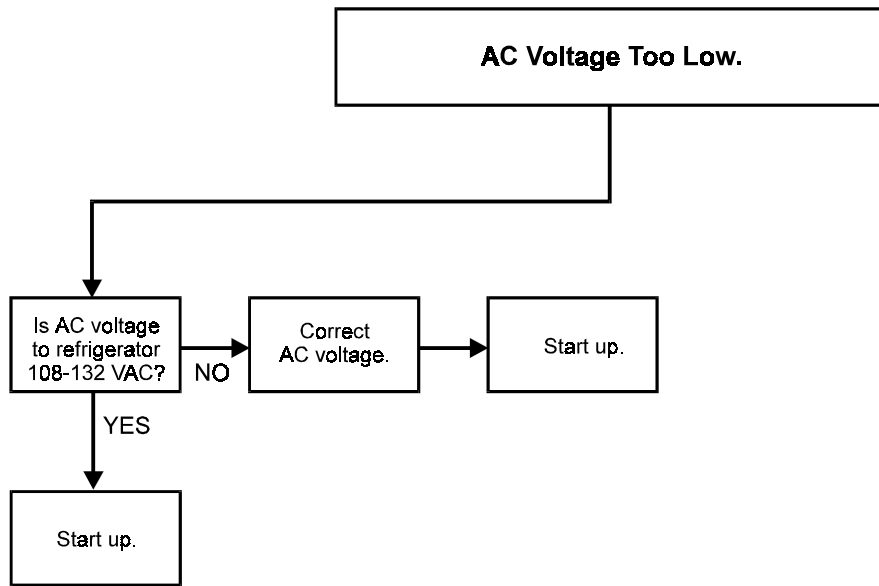 AC Voltage Too Low.
Is AC voltage
to refrigerator
108-132 VAC?
NO
Correct
AC voltage.
Start up.
YES
Start up.